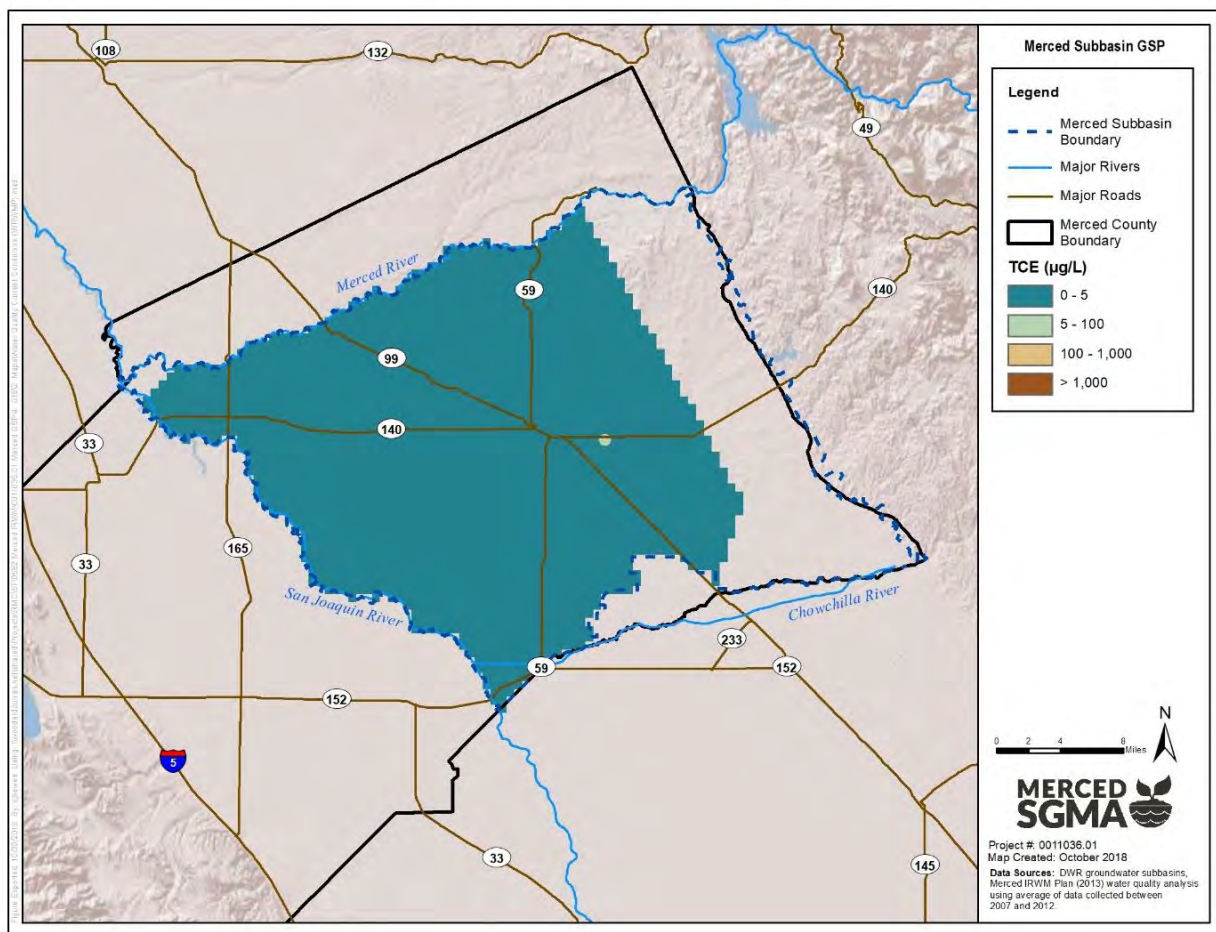 Merced Subbasin GSP
Legend
Merced Subbasin
Boundary
Major Rivers
Major Roads
Merced County
Boundary
TCE (µg/L)
0 - 5
5 - 100
100 - 1,000
> 1,000
108
132
49
Merced River
59
140
99
140
33
165
33
San Joaquin River
Chowchilla River
233
59
152
152
5
33
145
N
0 2 4 8
Miles
MERCED
SGMA
Project #: 0011036.01
Map Created: October 2018
Data Sources: DWR groundwater subbasins,
Merced IRWM Plan (2013) water quality analysis
using average of data collected between
2007 and 2012.